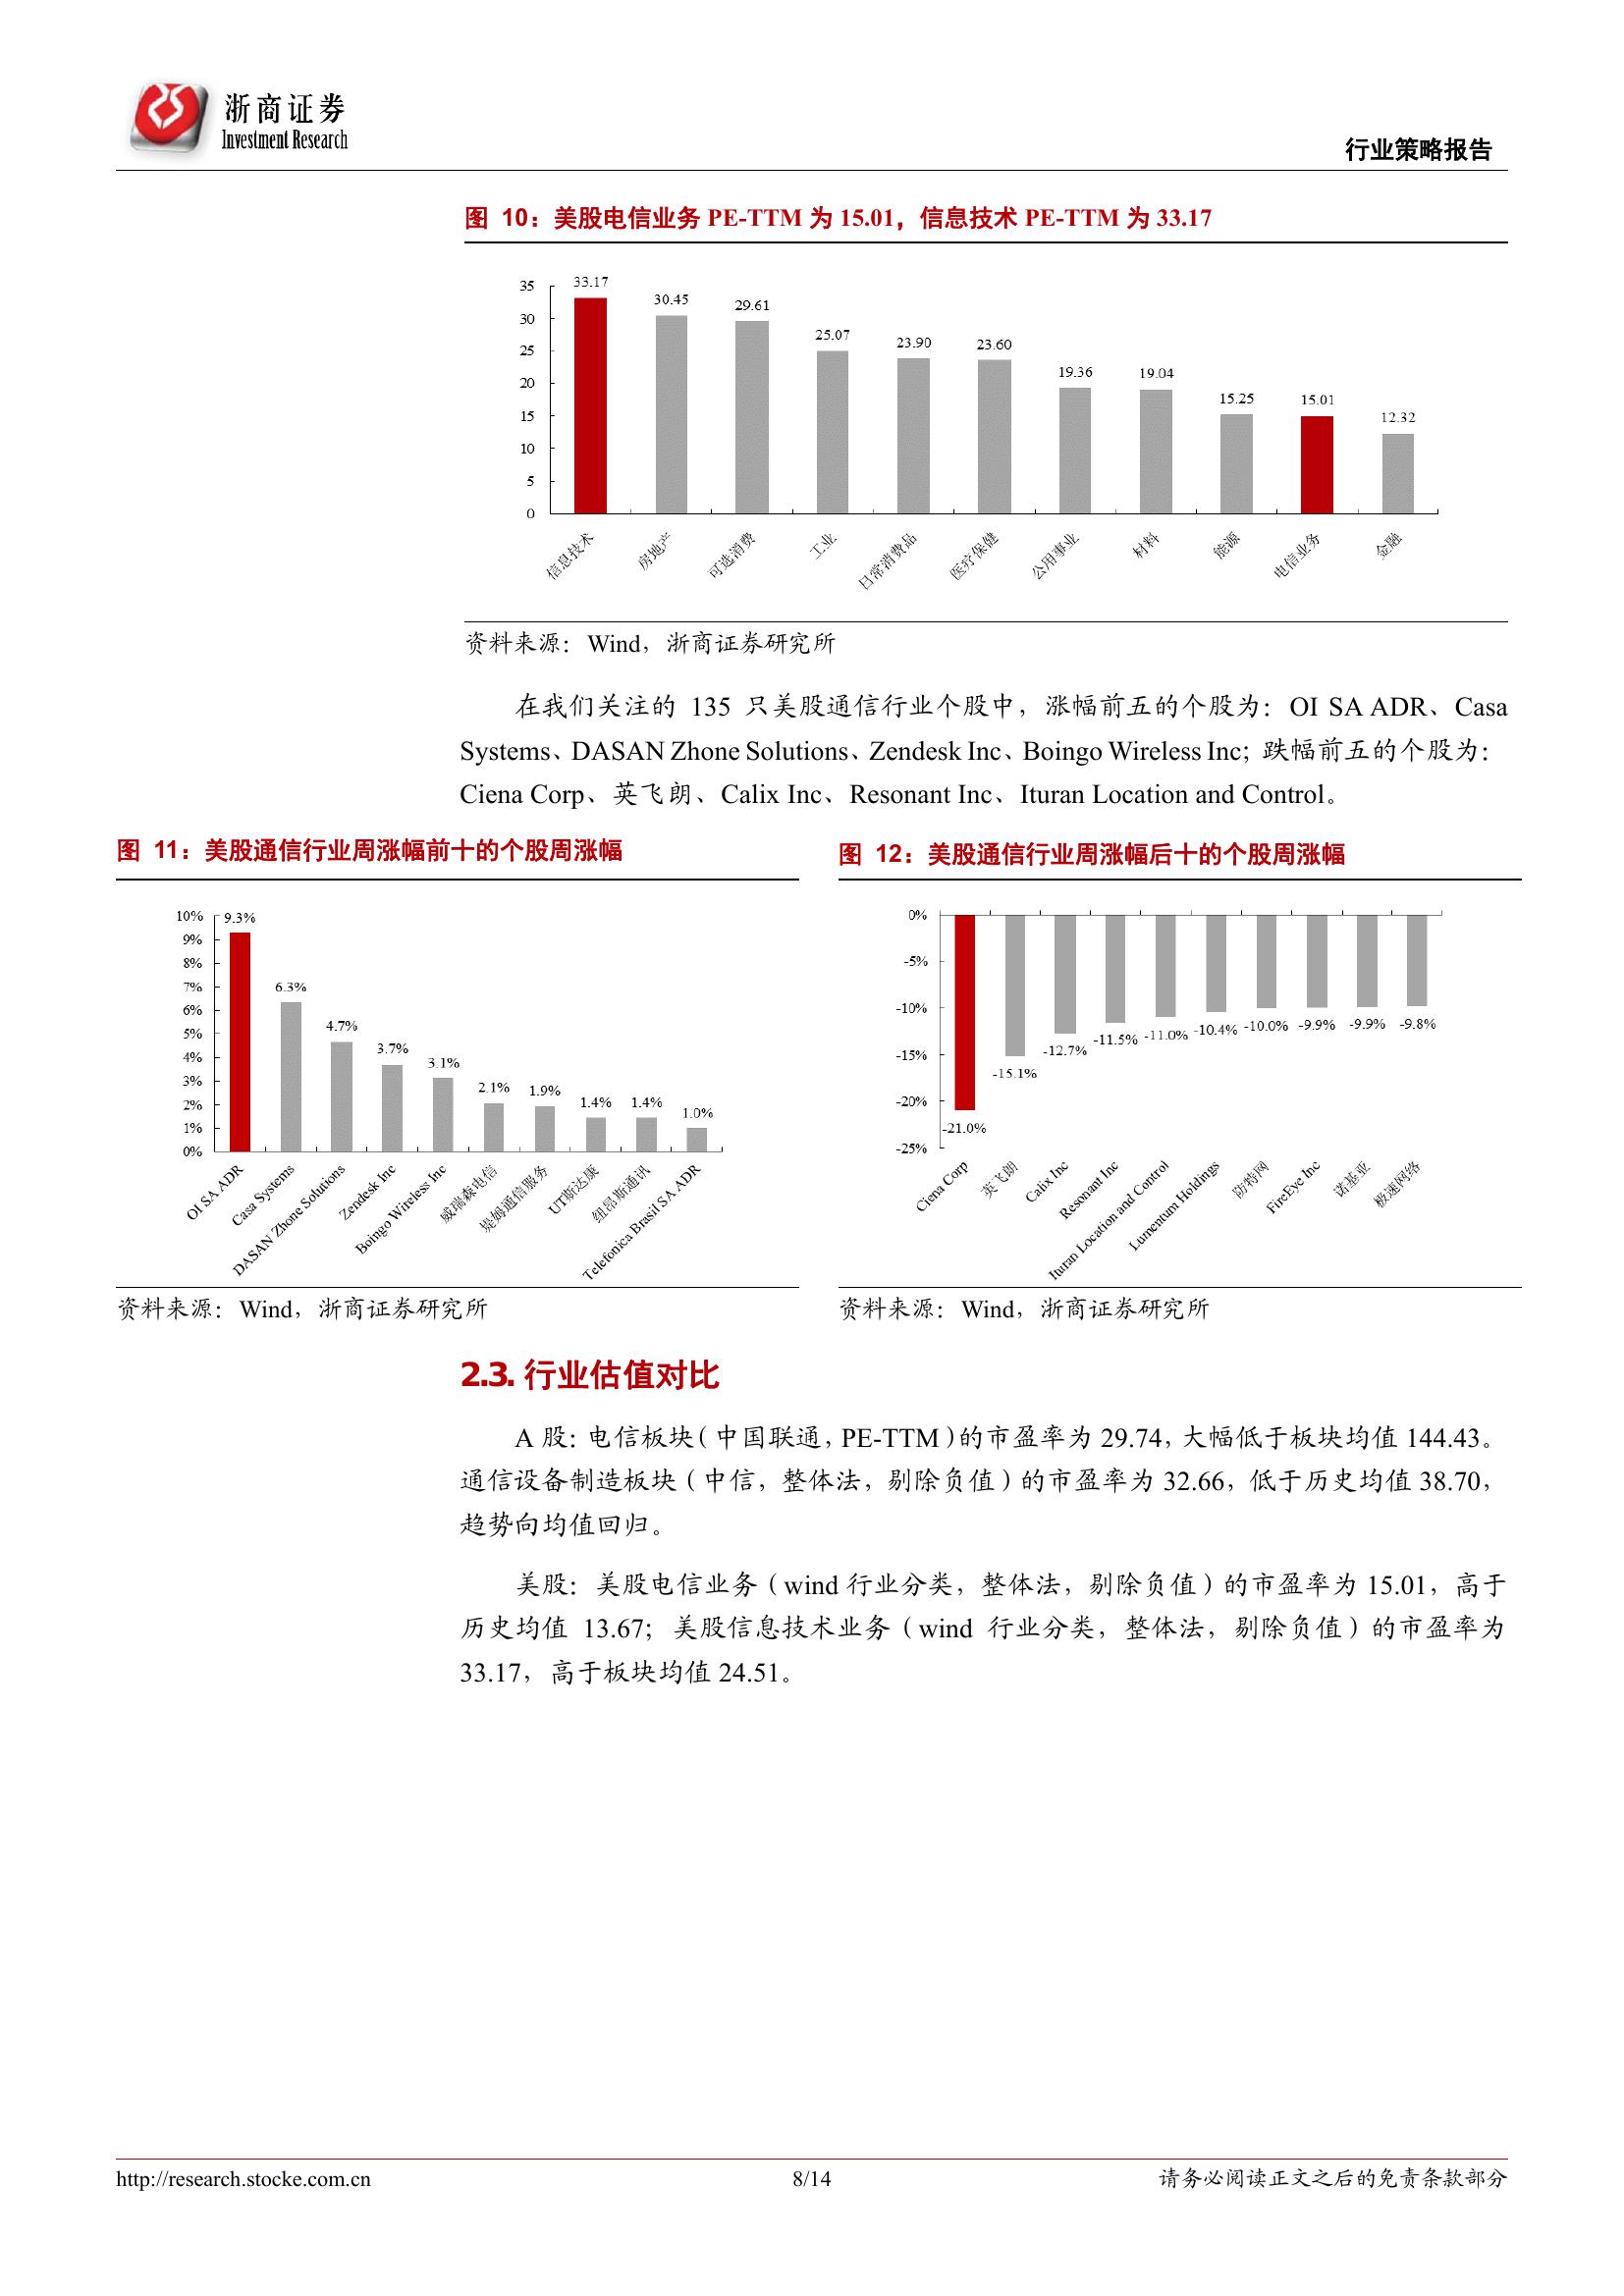 浙商证券
Investment Research
行业策略报告
图 10：美股电信业务 PE-TTM 为 15.01，信息技术 PE-TTM 为 33.17
35
30
25
20
15
10
5
0
33.17
30.45
29.61
25.07
23.90
23.60
19.36
19.04
15.25
15.01
12.32
信息技术
房地产
可选消费
工业
日常消费品
医疗保健
公用事业
材料
能源
电信业务
金融
资料来源：Wind，浙商证券研究所
在我们关注的 135 只美股通信行业个股中，涨幅前五的个股为：OI SA ADR、Casa
Systems、DASAN Zhone Solutions、Zendesk Inc、Boingo Wireless Inc；跌幅前五的个股为：
Ciena Corp、英飞朗、Calix Inc、Resonant Inc、Ituran Location and Control。
图 11：美股通信行业周涨幅前十的个股周涨幅
10%
9%
8%
7%
6%
5%
4%
3%
2%
1%
0%
9.3%
6.3%
4.7%
3.7%
3.1%
2.1%
1.9%
1.4%
1.4%
1.0%
OI SA ADR
Casa Systems
DASAN Zhone Solutions
Zendesk Inc
Boingo Wireless Inc
威瑞森电信
堤姆通信服务
UT斯达康
纽昂斯通讯
Telefonica Brasil SA ADR
资料来源：Wind，浙商证券研究所
图 12：美股通信行业周涨幅后十的个股周涨幅
0%
-5%
-10%
-15%
-20%
-25%
-21.0%
-15.1%
-12.7%
-11.5%
-11.0%
-10.4%
-10.0%
-9.9%
-9.9%
-9.8%
Ciena Corp
英飞朗
Calix Inc
Resonant Inc
Ituran Location and Control
Lumentum Holdings
防特网
FireEye Inc
诺基亚
极速网络
资料来源：Wind，浙商证券研究所
2.3. 行业估值对比
A 股：电信板块（中国联通，PE-TTM）的市盈率为 29.74，大幅低于板块均值 144.43。
通信设备制造板块（中信，整体法，剔除负值）的市盈率为 32.66，低于历史均值 38.70，
趋势向均值回归。
美股：美股电信业务（wind 行业分类，整体法，剔除负值）的市盈率为 15.01，高于
历史均值 13.67；美股信息技术业务（wind 行业分类，整体法，剔除负值）的市盈率为
33.17，高于板块均值 24.51。
http://research.stocke.com.cn
8/14
请务必阅读正文之后的免责条款部分